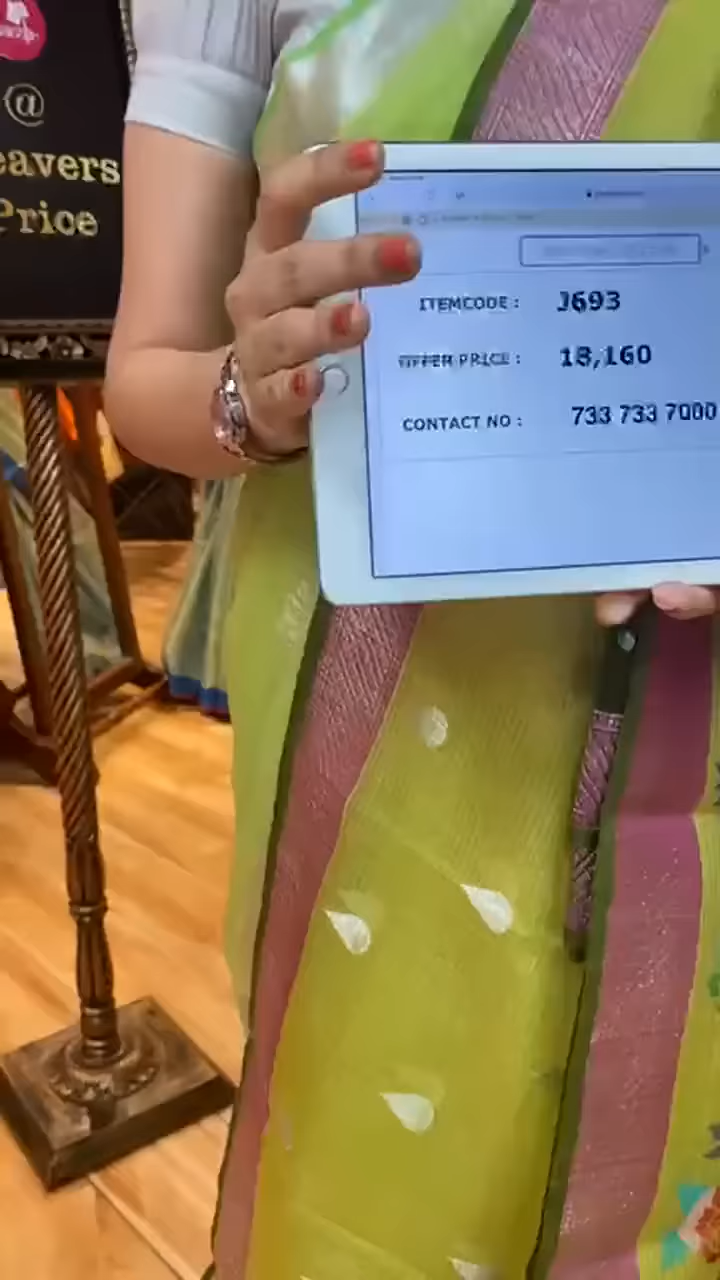 @
eavers
Price
ITEMCODE : J693
OFFER PRICE : 18,160
CONTACT NO : 733 733 7000